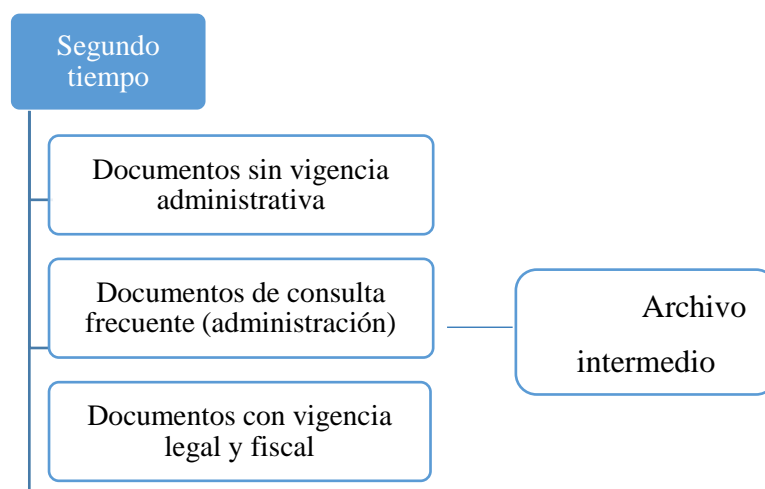 Segundo
tiempo
Documentos sin vigencia
administrativa
Documentos de consulta
frecuente (administración)
Archivo
intermedio
Documentos con vigencia
legal y fiscal